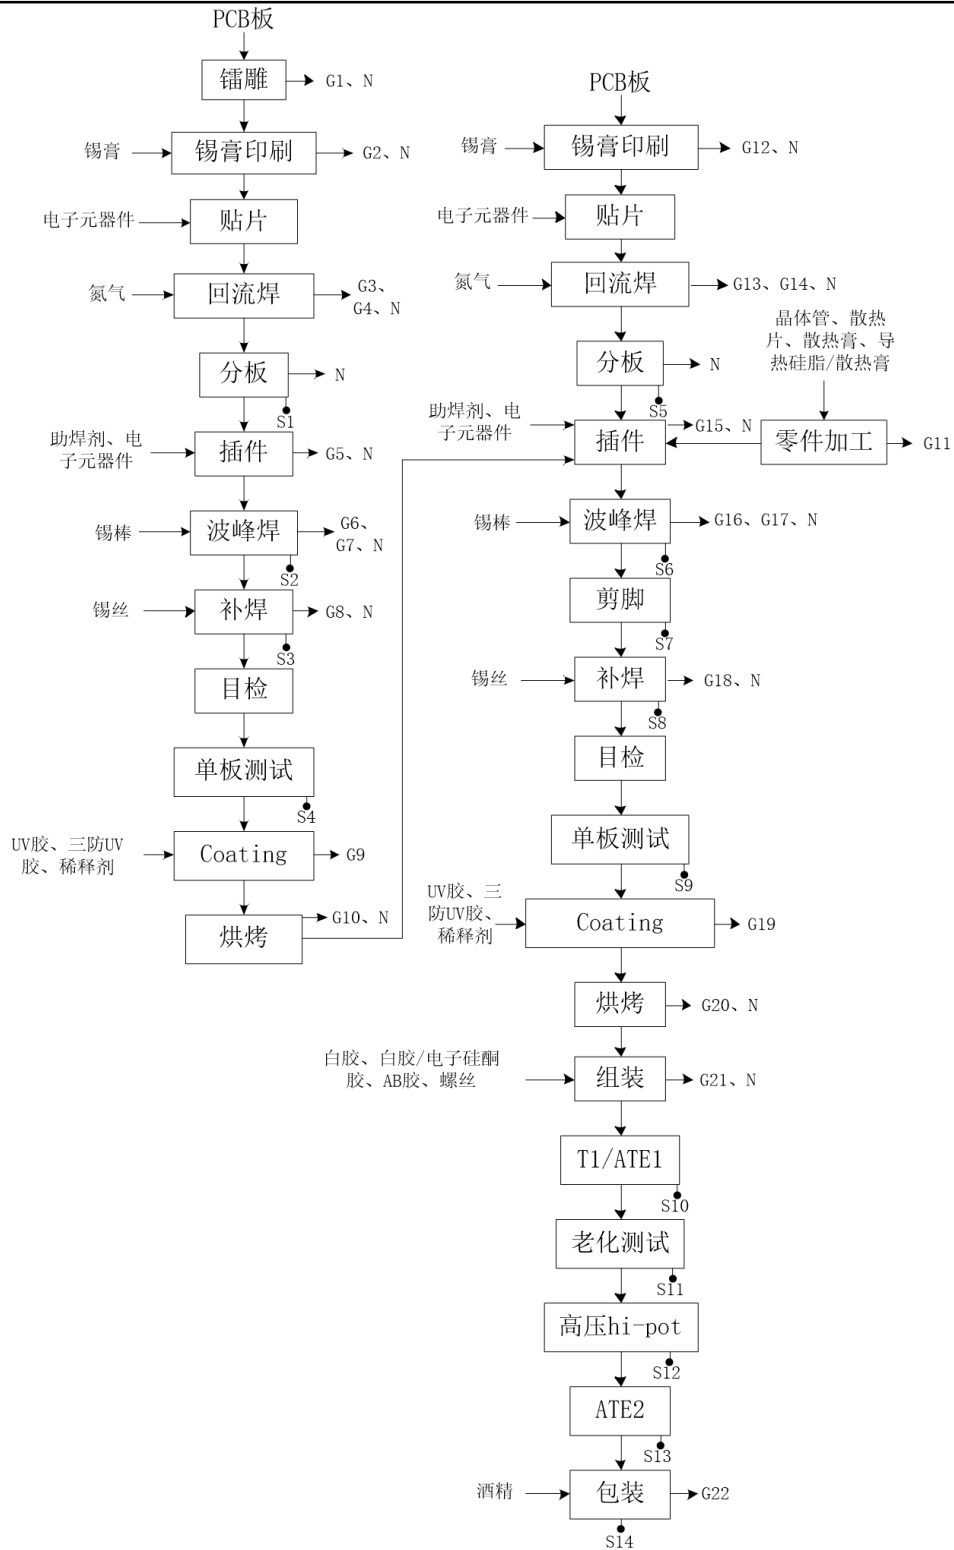 PCB板
镭雕
G1、N
锡膏
锡膏印刷
G2、N
电子元器件
贴片
氮气
回流焊
G3、
G4、N
分板
N
S1
助焊剂、电
子元器件
插件
G5、N
锡棒
波峰焊
G6、
G7、N
S2
锡丝
补焊
G8、N
S3
目检
单板测试
S4
UV胶、三防UV
胶、稀释剂
Coating
G9
烘烤
G10、N
PCB板
锡膏
锡膏印刷
G12、N
电子元器件
贴片
氮气
回流焊
G13、G14、N
晶体管、散热
片、散热膏、导
热硅脂/散热膏
分板
N
S5
助焊剂、电
子元器件
插件
G15、N
零件加工
G11
锡棒
波峰焊
G16、G17、N
S6
剪脚
S7
锡丝
补焊
G18、N
S8
目检
单板测试
S9
UV胶、三
防UV胶、
稀释剂
Coating
G19
烘烤
G20、N
白胶、白胶/电子硅酮
胶、AB胶、螺丝
组装
G21、N
T1/ATE1
S10
老化测试
S11
高压hi-pot
S12
ATE2
S13
酒精
包装
G22
S14